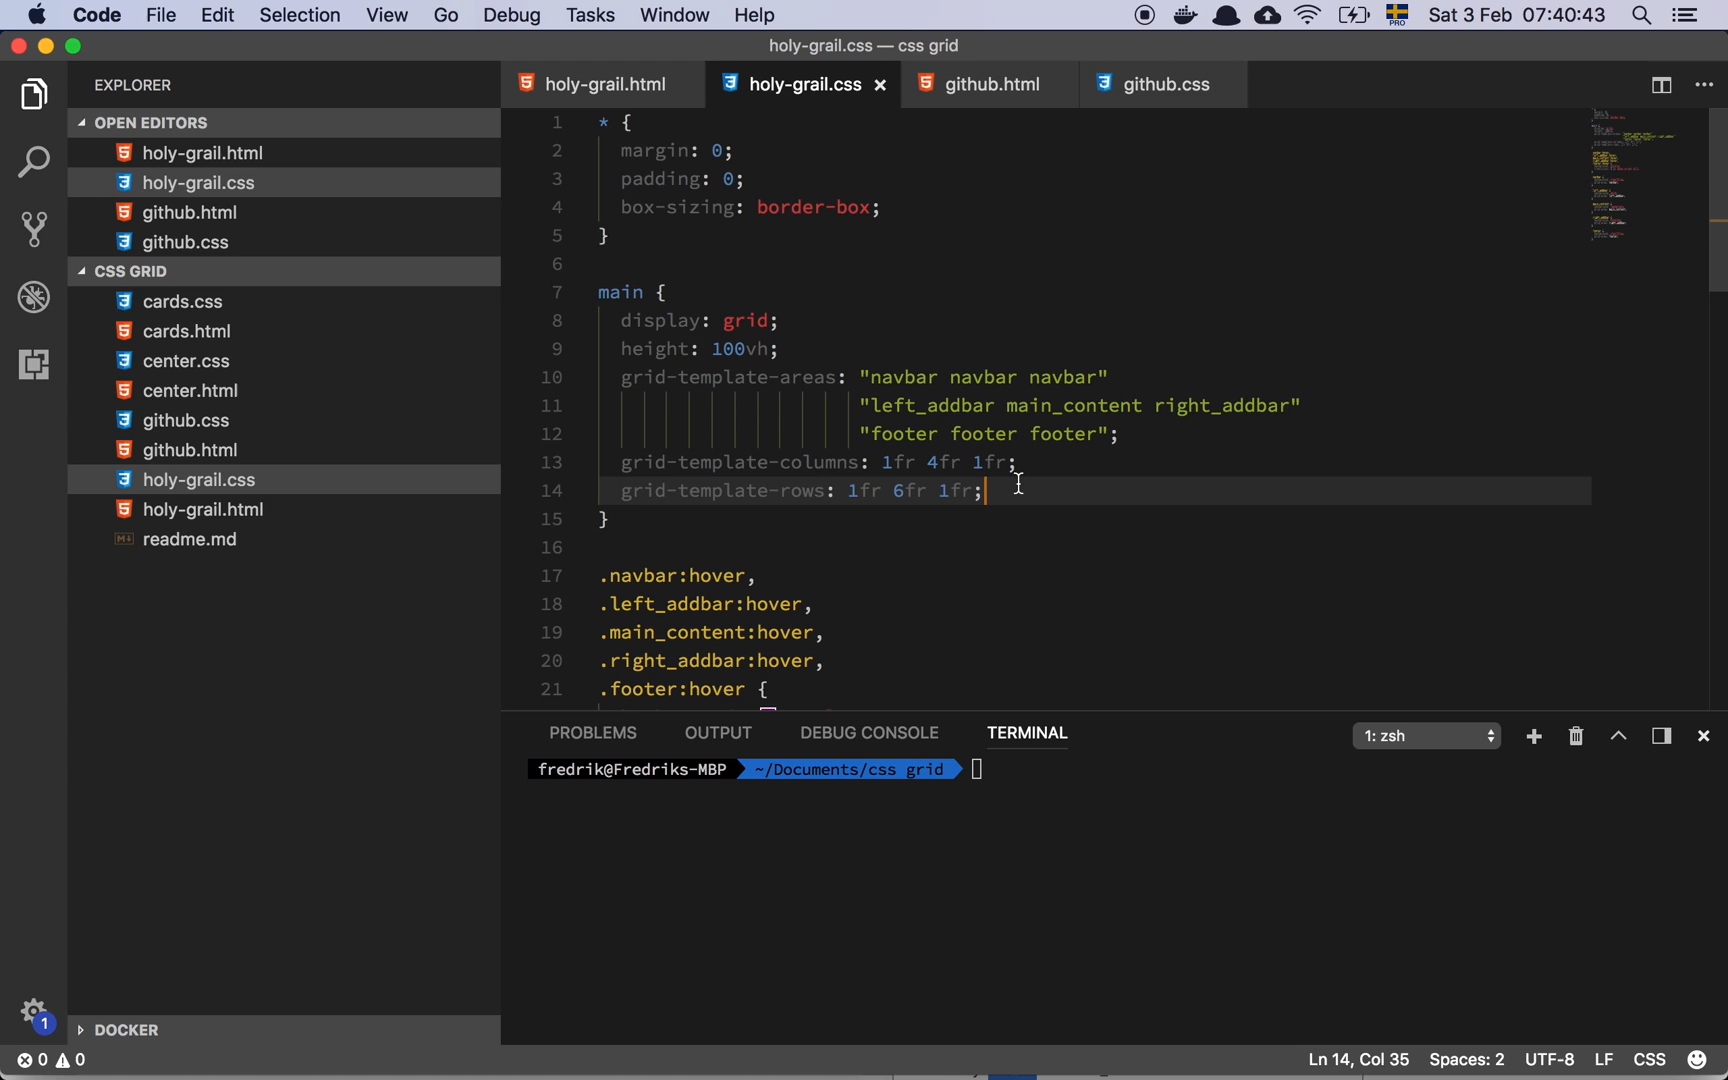 Code File Edit Selection View Go Debug Tasks Window Help
PRO
Sat 3 Feb 07:40:43
holy-grail.css — css grid
EXPLORER
OPEN EDITORS
holy-grail.html
holy-grail.css
github.html
github.css
CSS GRID
cards.css
cards.html
center.css
center.html
github.css
github.html
holy-grail.css
holy-grail.html
readme.md
DOCKER
1
holy-grail.html holy-grail.css × github.html github.css
1 * {
2 margin: 0;
3 padding: 0;
4 box-sizing: border-box;
5 }
6
7 main {
8 display: grid;
9 height: 100vh;
10 grid-template-areas: "navbar navbar navbar"
11 "left_addbar main_content right_addbar"
12 "footer footer footer";
13 grid-template-columns: 1fr 4fr 1fr;
14 grid-template-rows: 1fr 6fr 1fr;
15 }
16
17 .navbar:hover,
18 .left_addbar:hover,
19 .main_content:hover,
20 .right_addbar:hover,
21 .footer:hover {
PROBLEMS OUTPUT DEBUG CONSOLE TERMINAL 1: zsh
fredrik@Fredriks-MBP ~/Documents/css grid
0 0 Ln 14, Col 35 Spaces: 2 UTF-8 LF CSS